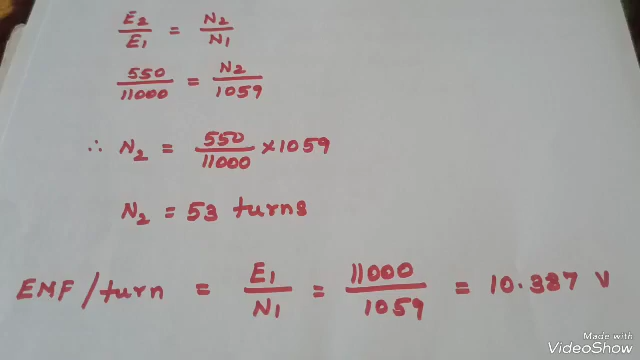 E2/E1 = N2/N1
550/11000 = N2/1059
∴ N2 = 550/11000 × 1059
N2 = 53 turns
EMF/turn = E1/N1 = 11000/1059 = 10.387 V
Made with
VideoShow